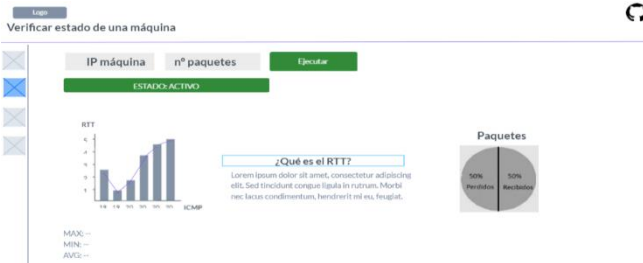 Logo
Verificar estado de una máquina
IP máquina
nº paquetes
Ejecutar
ESTADO: ACTIVO
RTT
ICMP
¿Qué es el RTT?
Lorem ipsum dolor sit amet, consectetur adipiscing
elit. Sed tincidunt congue ligula in rutrum. Morbi
nec lacus condimentum, hendrerit mi eu, feugiat.
Paquetes
50%
Perdidos
50%
Recibidos
MAX: --
MIN: --
AVG: --